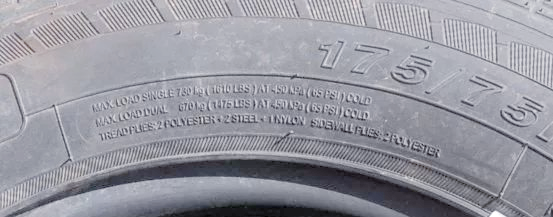 175/75
MAX. LOAD SINGLE 730 kg (1610 LBS) AT 450 kPa (65 PSI) COLD
MAX. LOAD DUAL 670 kg (1475 LBS) AT 450 kPa (65 PSI) COLD
TREAD PLIES: 2 POLYESTER + 2 STEEL + 1 NYLON SIDEWALL PLIES: 2 POLYESTER